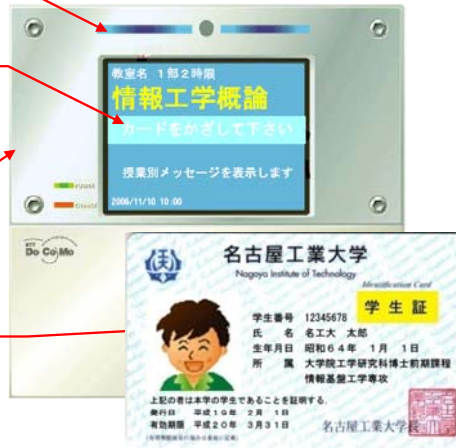 教室名 1部2時限
情報工学概論
カードをかざして下さい
授業別メッセージを表示します
2006/11/10 10:00
NTT
DoCoMo
名古屋工業大学
Nagoya Institute of Technology
Identification Card
学生証
学生番号 12345678
氏 名 名工大 太郎
生年月日 昭和64年 1月 1日
所 属 大学院工学研究科博士前期課程
情報基盤工学専攻
上記の者は本学の学生であることを証明する.
発行日 平成19年 2月 1日
有効期限 平成20年 3月31日
名古屋工業大学長